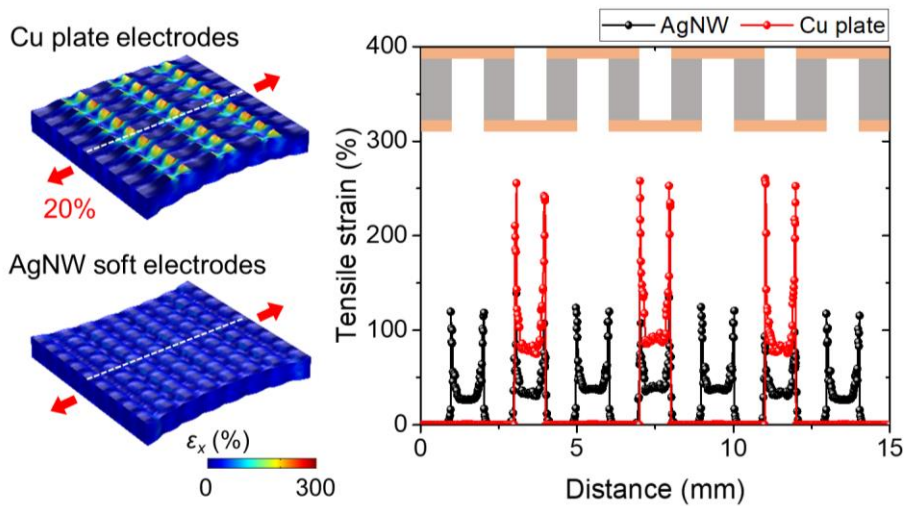 Cu plate electrodes
20%
AgNW soft electrodes
εx (%)
0 300
AgNW Cu plate
400
300
200
100
0
Tensile strain (%)
0 5 10 15
Distance (mm)